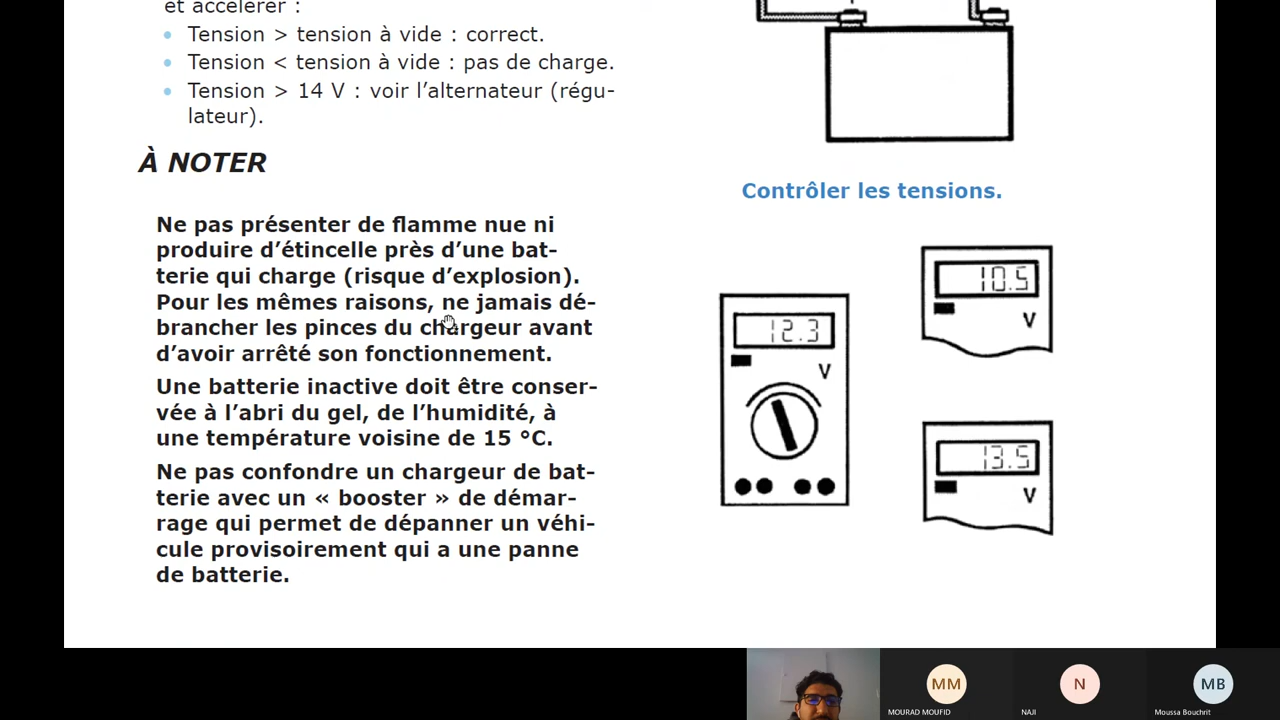 et accélérer :
Tension > tension à vide : correct.
Tension < tension à vide : pas de charge.
Tension > 14 V : voir l’alternateur (régu-
lateur).
À NOTER
Ne pas présenter de flamme nue ni
produire d’étincelle près d’une bat-
terie qui charge (risque d’explosion).
Pour les mêmes raisons, ne jamais dé-
brancher les pinces du chargeur avant
d’avoir arrêté son fonctionnement.
Une batterie inactive doit être conser-
vée à l’abri du gel, de l’humidité, à
une température voisine de 15 °C.
Ne pas confondre un chargeur de bat-
terie avec un « booster » de démar-
rage qui permet de dépanner un véhi-
cule provisoirement qui a une panne
de batterie.
Contrôler les tensions.
12.3
V
10.5
V
13.5
V
MM
MOURAD MOUFID
N
NAJI
MB
Moussa Bouchrit